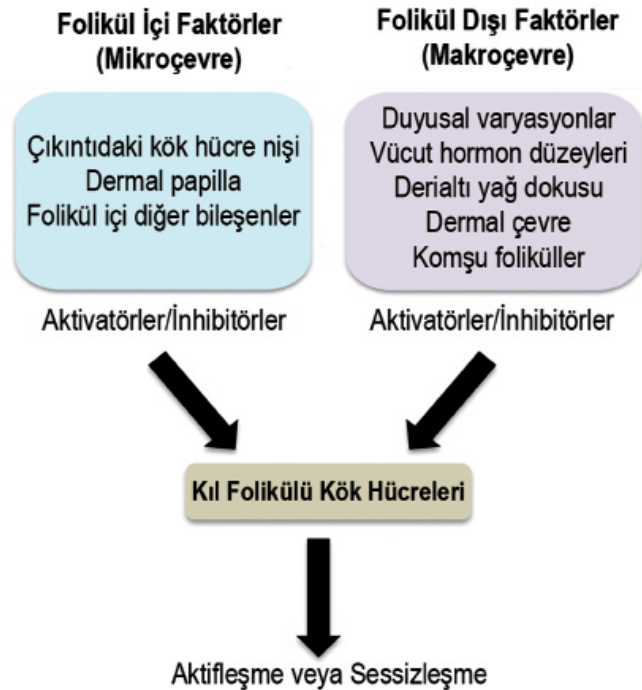 Folikül İçi Faktörler
(Mikroçevre)
Çıkıntıdaki kök hücre nişi
Dermal papilla
Folikül içi diğer bileşenler
Aktivatörler/İnhibitörler
Folikül Dışı Faktörler
(Makroçevre)
Duyusal varyasyonlar
Vücut hormon düzeyleri
Derialtı yağ dokusu
Dermal çevre
Komşu foliküller
Aktivatörler/İnhibitörler
Kıl Folikülü Kök Hücreleri
Aktifleşme veya Sessizleşme